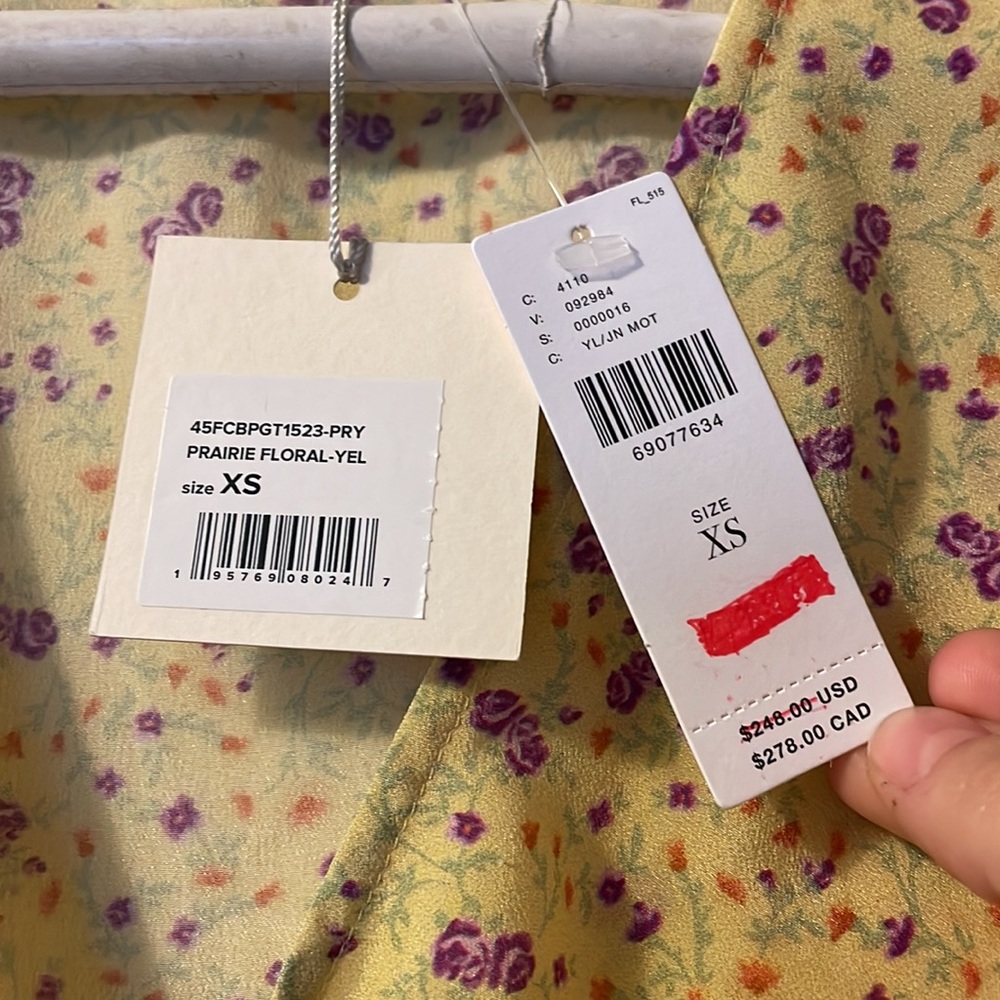 45FCBPGT1523-PRY
PRAIRIE FLORAL-YEL
size XS
1 95769 08024 7
FL_515
C: 4110
V: 092984
S: 0000016
C: YL/JN MOT
69077634
SIZE
XS
$248.00 USD
$278.00 CAD